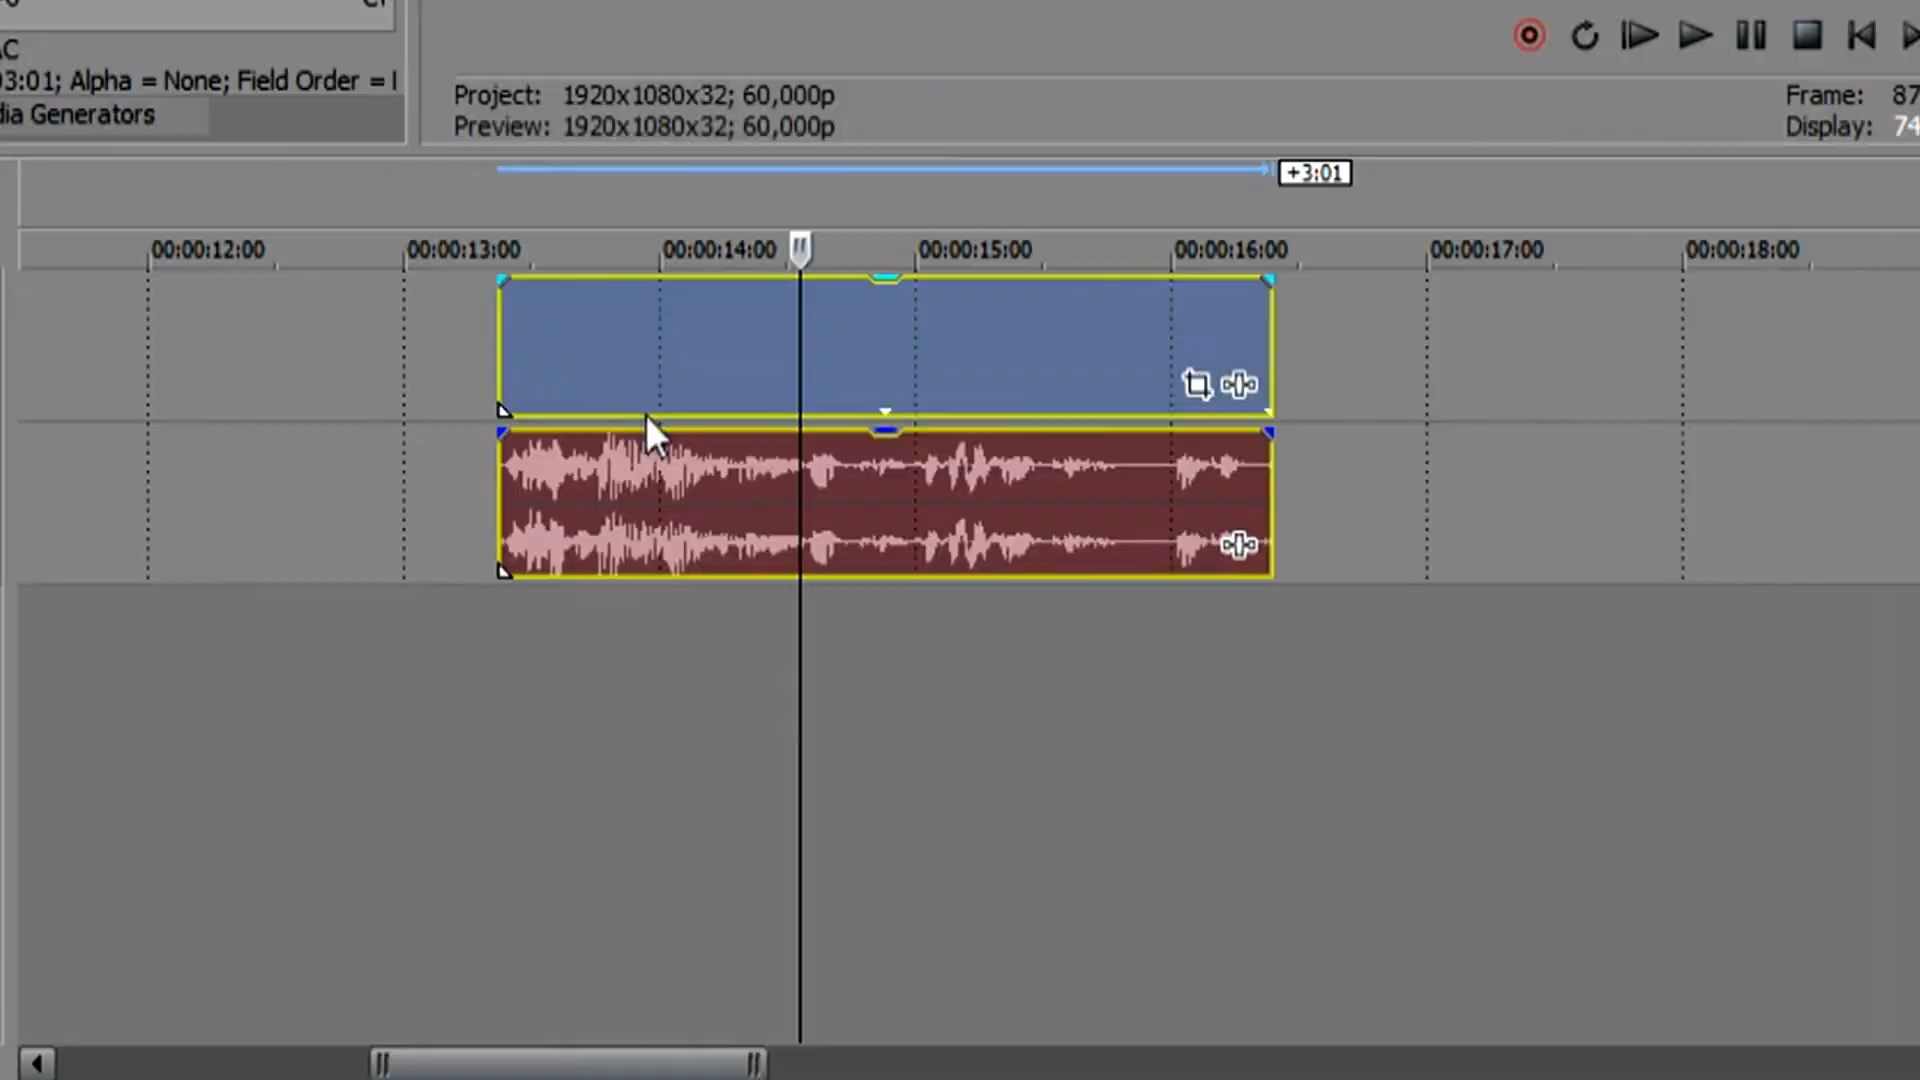 AC
03:01; Alpha = None; Field Order = 
dia Generators
Project: 1920x1080x32; 60,000p
Preview: 1920x1080x32; 60,000p
Frame: 87
Display: 74
+3:01
00:00:12:00 00:00:13:00 00:00:14:00 00:00:15:00 00:00:16:00 00:00:17:00 00:00:18:00